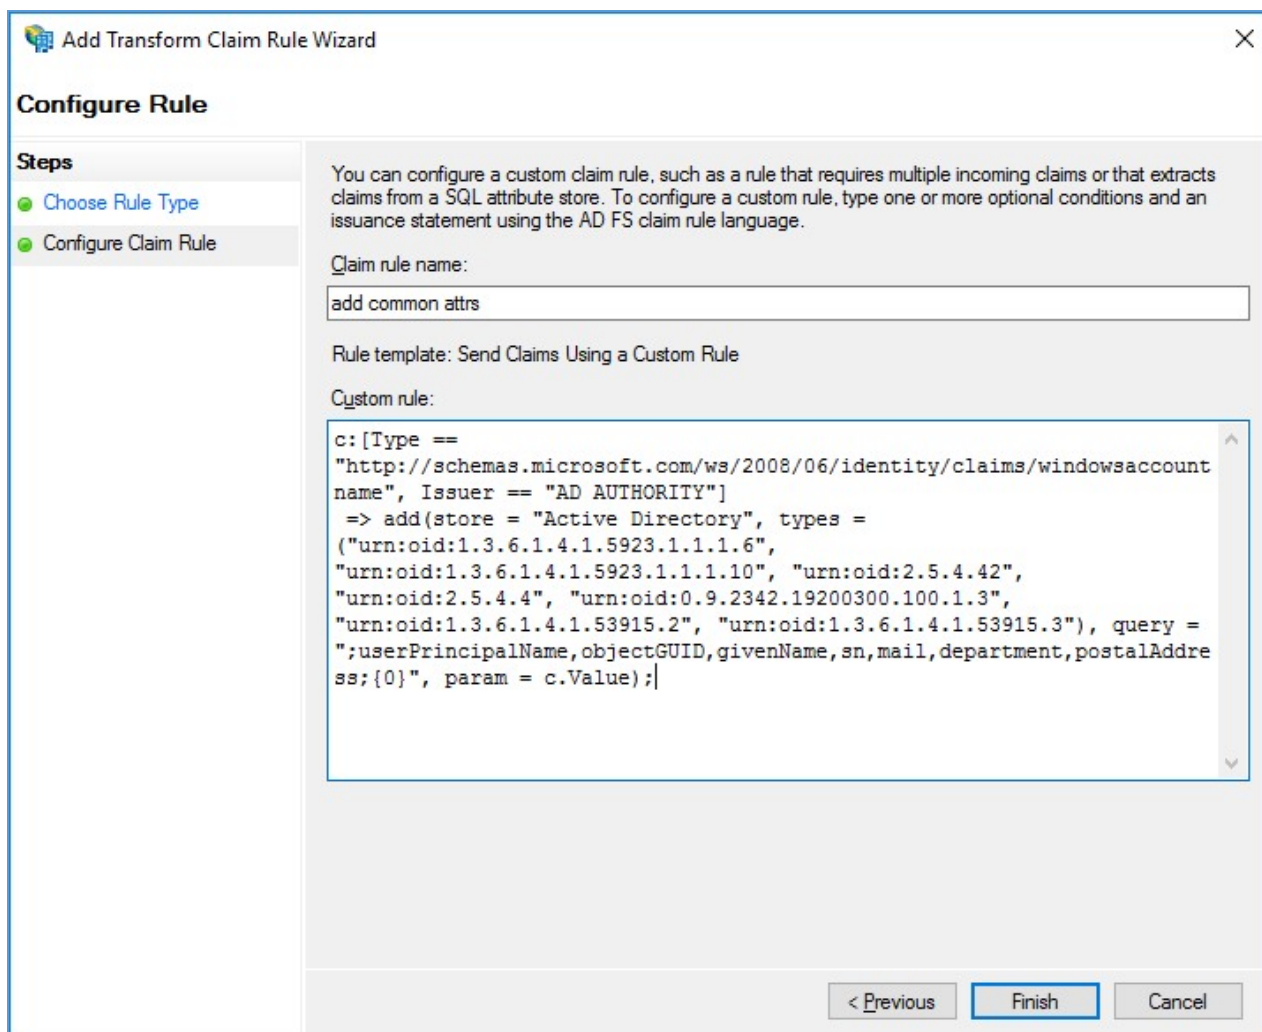 Add Transform Claim Rule Wizard
Configure Rule
Steps
Choose Rule Type
Configure Claim Rule
You can configure a custom claim rule, such as a rule that requires multiple incoming claims or that extracts
claims from a SQL attribute store. To configure a custom rule, type one or more optional conditions and an
issuance statement using the AD FS claim rule language.
Claim rule name:
add common attrs
Rule template: Send Claims Using a Custom Rule
Custom rule:
c:[Type ==
"http://schemas.microsoft.com/ws/2008/06/identity/claims/windowsaccount
name", Issuer == "AD AUTHORITY"]
 => add(store = "Active Directory", types =
("urn:oid:1.3.6.1.4.1.5923.1.1.1.6",
"urn:oid:1.3.6.1.4.1.5923.1.1.1.10", "urn:oid:2.5.4.42",
"urn:oid:2.5.4.4", "urn:oid:0.9.2342.19200300.100.1.3",
"urn:oid:1.3.6.1.4.1.53915.2", "urn:oid:1.3.6.1.4.1.53915.3"), query =
";userPrincipalName,objectGUID,givenName,sn,mail,department,postalAddre
ss;{0}", param = c.Value);
< Previous
Finish
Cancel